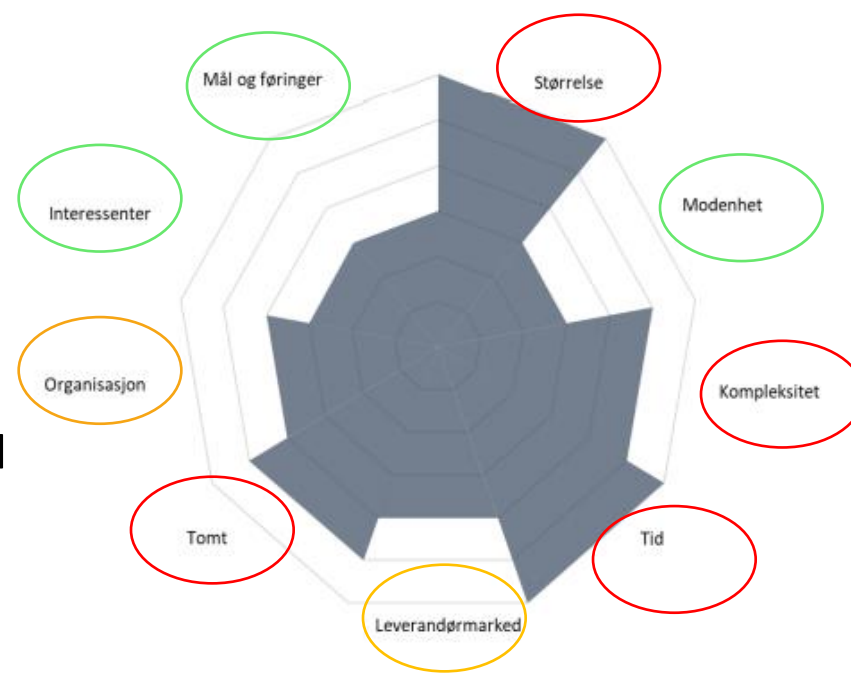 Mål og føringer
Størrelse
Interessenter
Modenhet
Organisasjon
Kompleksitet
Tomt
Tid
Leverandørmarked